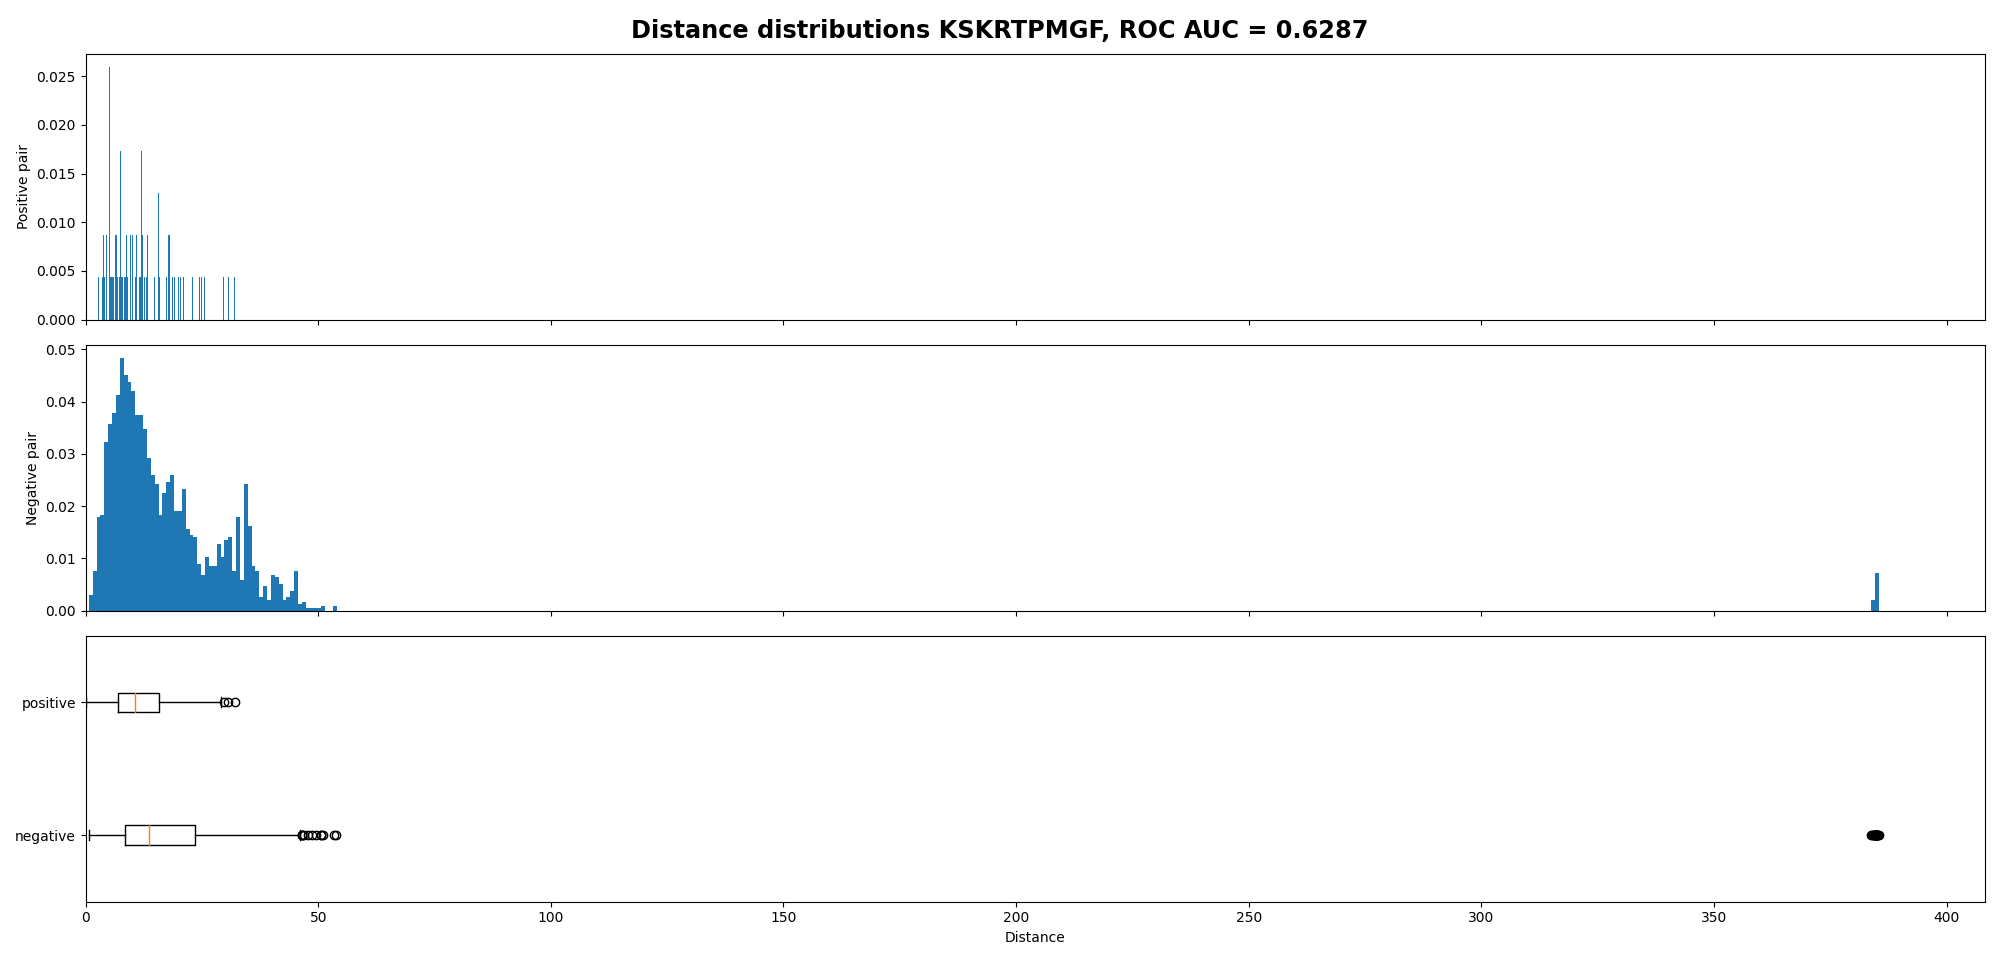 Distance distributions KSKRTPMGF, ROC AUC = 0.6287
0.025
0.020
0.015
0.010
0.005
0.000
Positive pair
0.05
0.04
0.03
0.02
0.01
0.00
Negative pair
positive
negative
0 50 100 150 200 250 300 350 400
Distance